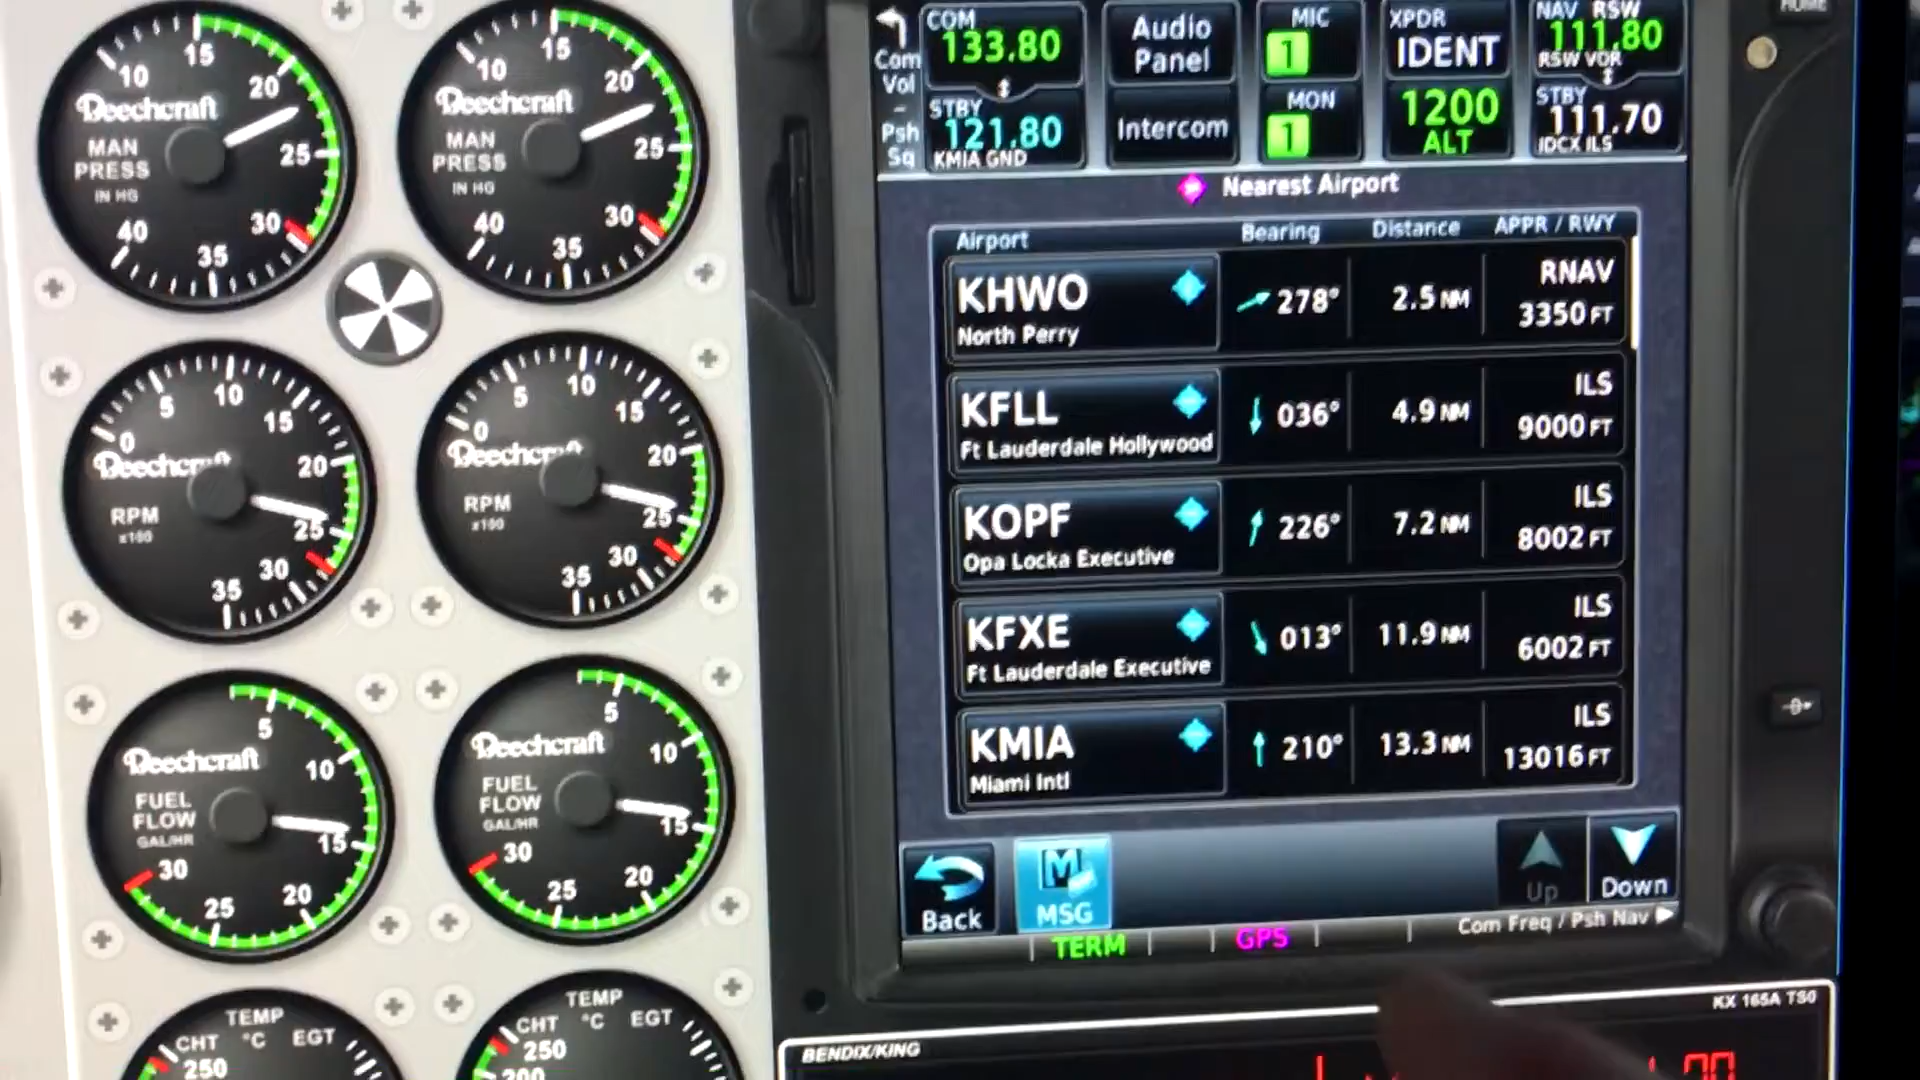 10 15 20 25 30 35 40
Beechcraft
MAN
PRESS
IN HG
10 15 20 25 30 35 40
Beechcraft
MAN
PRESS
IN HG
0 5 10 15 20 25 30 35
Beechcraft
RPM
x100
0 5 10 15 20 25 30 35
Beechcraft
RPM
x100
5 10 15 20 25 30
Beechcraft
FUEL
FLOW
GAL/HR
5 10 15 20 25 30
Beechcraft
FUEL
FLOW
GAL/HR
TEMP
CHT °C EGT
250
TEMP
CHT °C EGT
250
200
HOME
Com
Vol
-
Psh
Sq
COM
133.80
STBY
121.80
KMIA GND
Audio
Panel
Intercom
MIC
1
MON
1
XPDR
IDENT
1200
ALT
NAV RSW
111.80
RSW VOR
STBY
111.70
IDCX ILS
Nearest Airport
Airport Bearing Distance APPR / RWY
KHWO 278° 2.5 NM RNAV
North Perry 3350 FT
KFLL 036° 4.9 NM ILS
Ft Lauderdale Hollywood 9000 FT
KOPF 226° 7.2 NM ILS
Opa Locka Executive 8002 FT
KFXE 013° 11.9 NM ILS
Ft Lauderdale Executive 6002 FT
KMIA 210° 13.3 NM ILS
Miami Intl 13016 FT
Back
MSG
Up
Down
TERM
GPS
Com Freq / Psh Nav
KX 165A TSO
BENDIX/KING